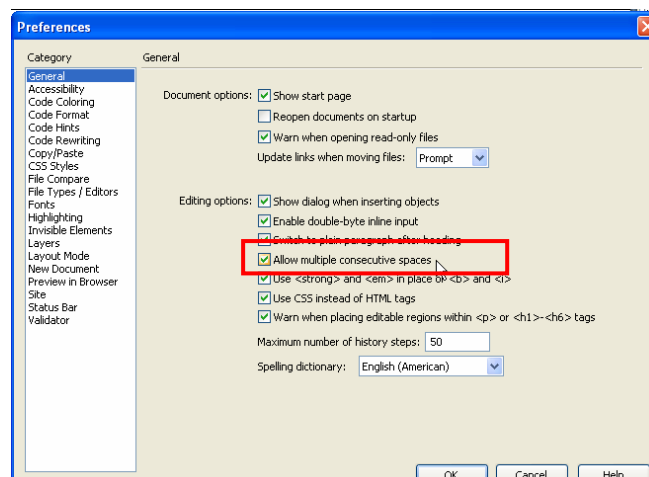 Preferences
Category
General
Accessibility
Code Coloring
Code Format
Code Hints
Code Rewriting
Copy/Paste
CSS Styles
File Compare
File Types / Editors
Fonts
Highlighting
Invisible Elements
Layers
Layout Mode
New Document
Preview in Browser
Site
Status Bar
Validator
General
Document options: Show start page
Reopen documents on startup
Warn when opening read-only files
Update links when moving files: Prompt
Editing options: Show dialog when inserting objects
Enable double-byte inline input
Switch to plain paragraph after heading
Allow multiple consecutive spaces
Use <strong> and <em> in place of <b> and <i>
Use CSS instead of HTML tags
Warn when placing editable regions within <p> or <h1>-<h6> tags
Maximum number of history steps: 50
Spelling dictionary: English (American)
OK Cancel Help